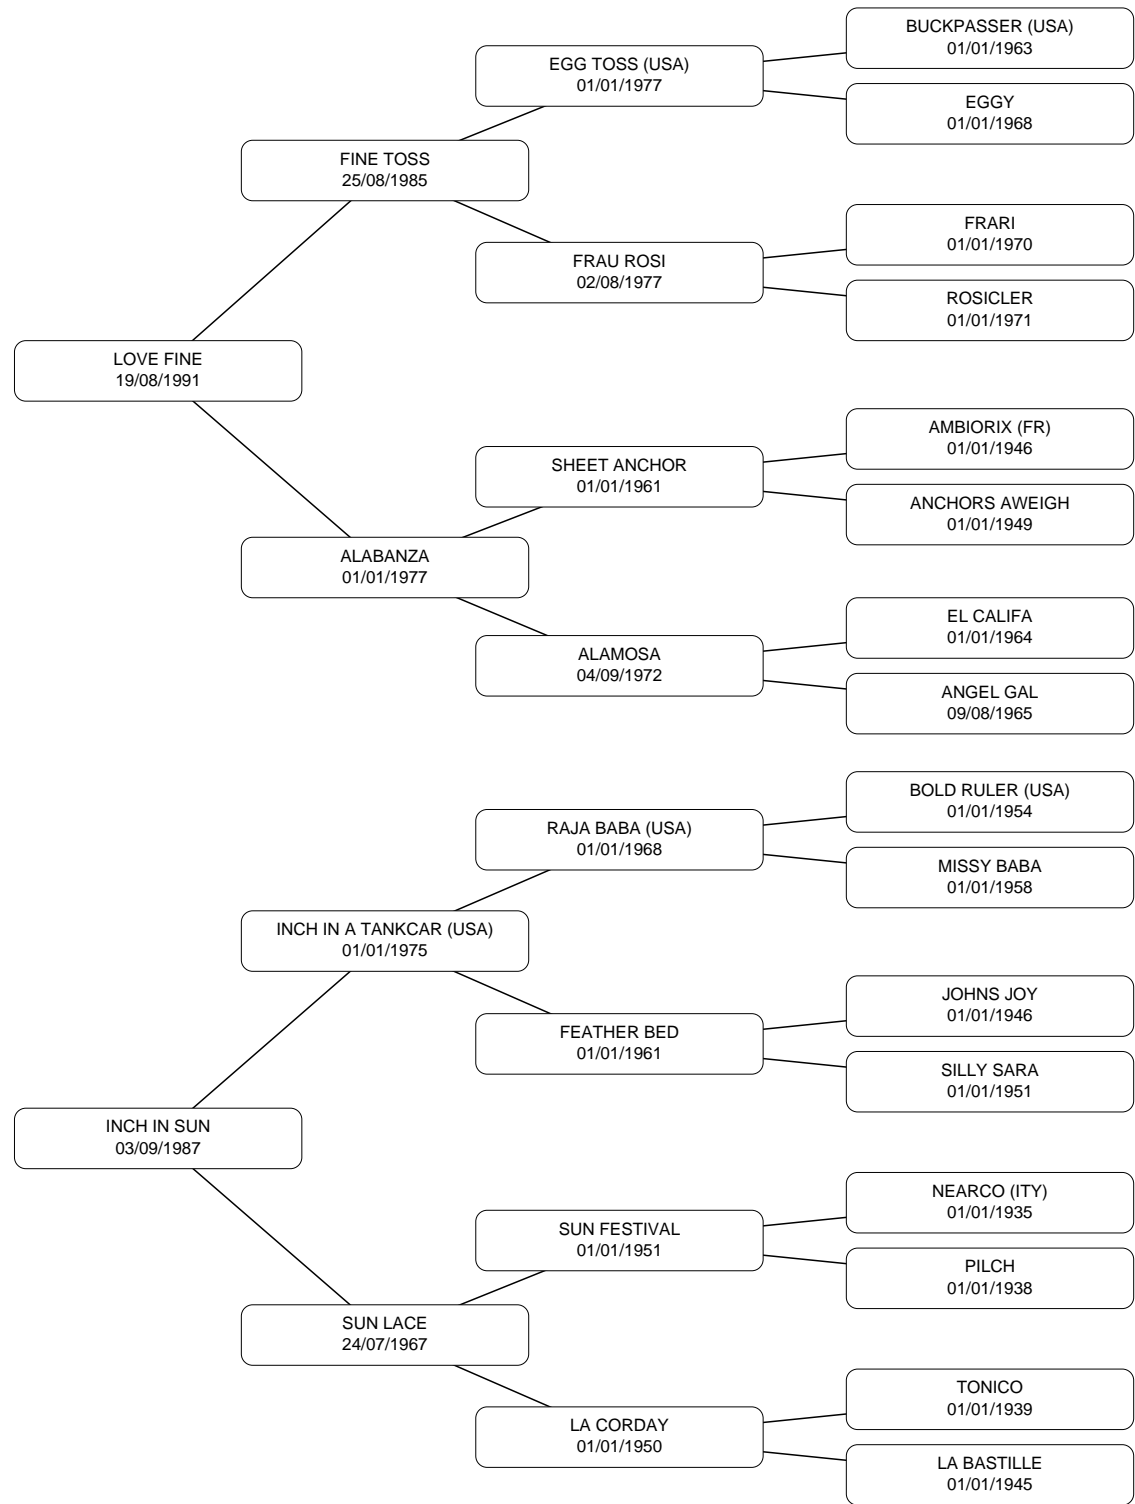 BUCKPASSER (USA)
01/01/1963
EGG TOSS (USA)
01/01/1977
EGGY
01/01/1968
FINE TOSS
25/08/1985
FRARI
01/01/1970
FRAU ROSI
02/08/1977
ROSICLER
01/01/1971
LOVE FINE
19/08/1991
AMBIORIX (FR)
01/01/1946
SHEET ANCHOR
01/01/1961
ANCHORS AWEIGH
01/01/1949
ALABANZA
01/01/1977
EL CALIFA
01/01/1964
ALAMOSA
04/09/1972
ANGEL GAL
09/08/1965
BOLD RULER (USA)
01/01/1954
RAJA BABA (USA)
01/01/1968
MISSY BABA
01/01/1958
INCH IN A TANKCAR (USA)
01/01/1975
JOHNS JOY
01/01/1946
FEATHER BED
01/01/1961
SILLY SARA
01/01/1951
INCH IN SUN
03/09/1987
NEARCO (ITY)
01/01/1935
SUN FESTIVAL
01/01/1951
PILCH
01/01/1938
SUN LACE
24/07/1967
TONICO
01/01/1939
LA CORDAY
01/01/1950
LA BASTILLE
01/01/1945